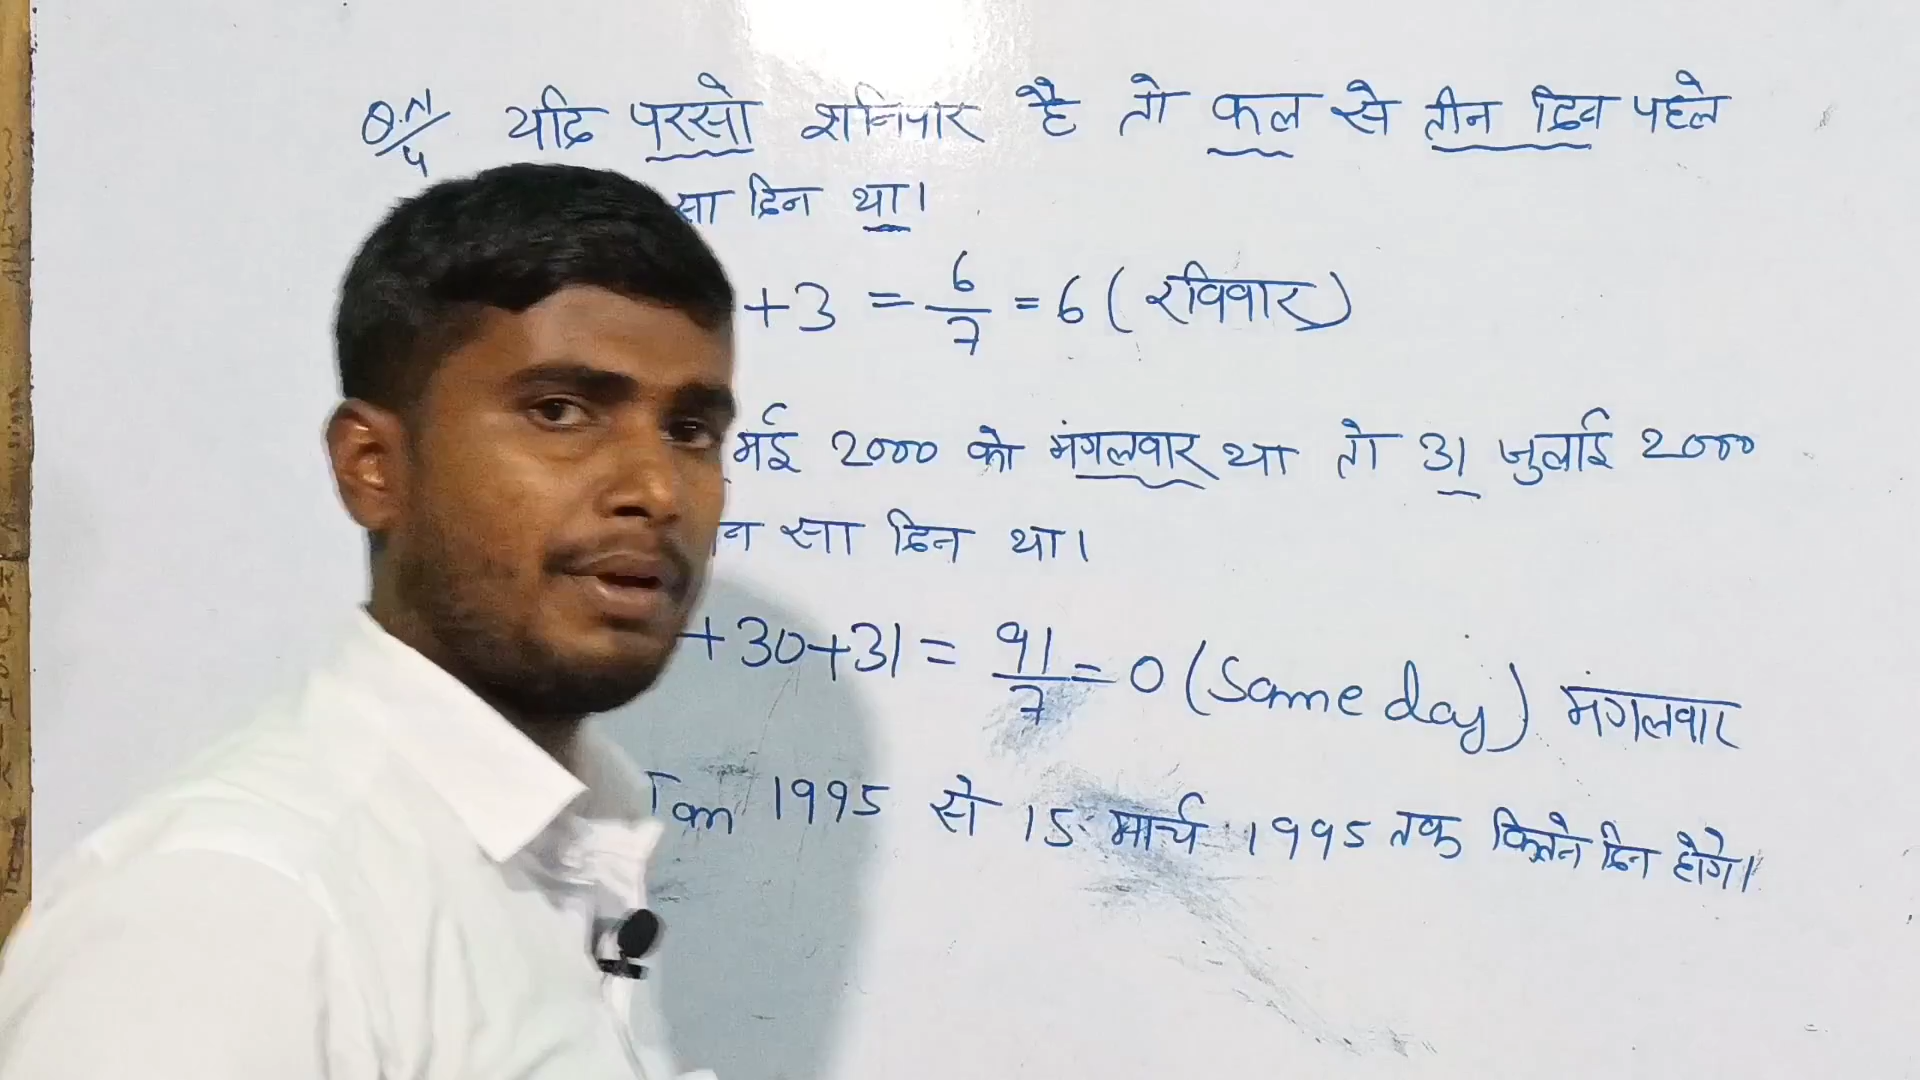 Q.N/4 यदि परसो शनिवार है तो कल से तीन दिन पहले
सा दिन था।
+3 = 6/7 = 6 (रविवार)
मई 2000 को मंगलवार था तो 31 जुलाई 2000
न सा दिन था।
+30+31 = 91/7 = 0 (Same day) मंगलवार
Jan 1995 से 15 मार्च 1995 तक कितने दिन होगे।